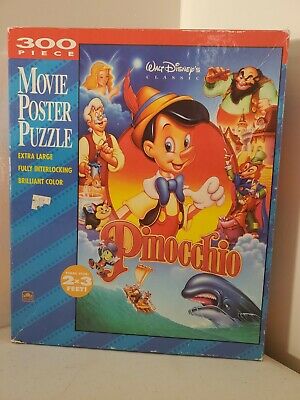 300
PIECE
MOVIE
POSTER
PUZZLE
EXTRA LARGE
FULLY INTERLOCKING
BRILLIANT COLOR
WALT DISNEY'S
CLASSIC
Pinocchio
2x3
FEET!